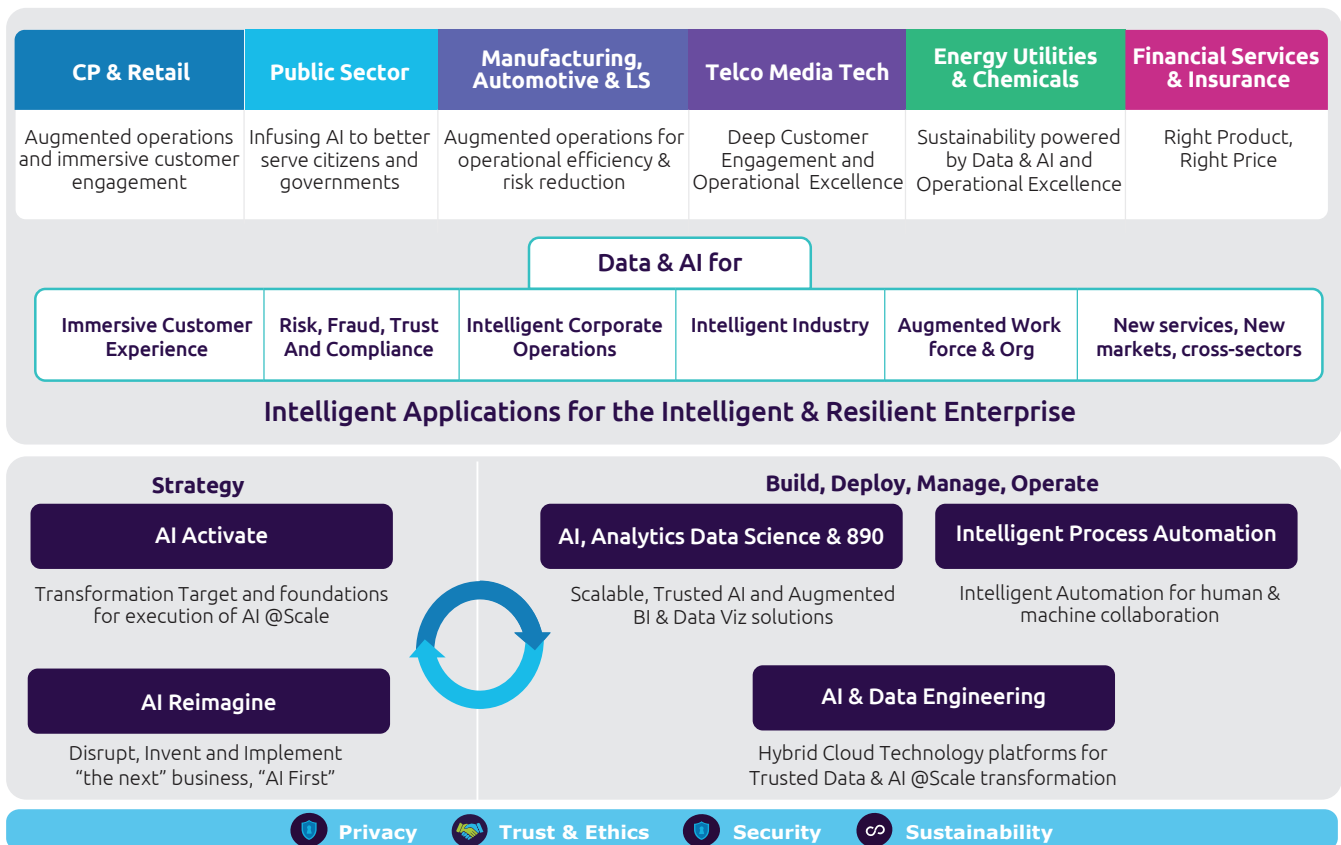 CP & Retail
Public Sector
Manufacturing,
Automotive & LS
Telco Media Tech
Energy Utilities
& Chemicals
Financial Services
& Insurance
Augmented operations
and immersive customer
engagement
Infusing AI to better
serve citizens and
governments
Augmented operations for
operational efficiency &
risk reduction
Deep Customer
Engagement and
Operational Excellence
Sustainability powered
by Data & AI and
Operational Excellence
Right Product,
Right Price
Data & AI for
Immersive Customer
Experience
Risk, Fraud, Trust
And Compliance
Intelligent Corporate
Operations
Intelligent Industry
Augmented Work
force & Org
New services, New
markets, cross-sectors
Intelligent Applications for the Intelligent & Resilient Enterprise
Strategy
AI Activate
Transformation Target and foundations
for execution of AI @Scale
AI Reimagine
Disrupt, Invent and Implement
“the next” business, “AI First”
Build, Deploy, Manage, Operate
AI, Analytics Data Science & 890
Scalable, Trusted AI and Augmented
BI & Data Viz solutions
Intelligent Process Automation
Intelligent Automation for human &
machine collaboration
AI & Data Engineering
Hybrid Cloud Technology platforms for
Trusted Data & AI @Scale transformation
Privacy
Trust & Ethics
Security
Sustainability